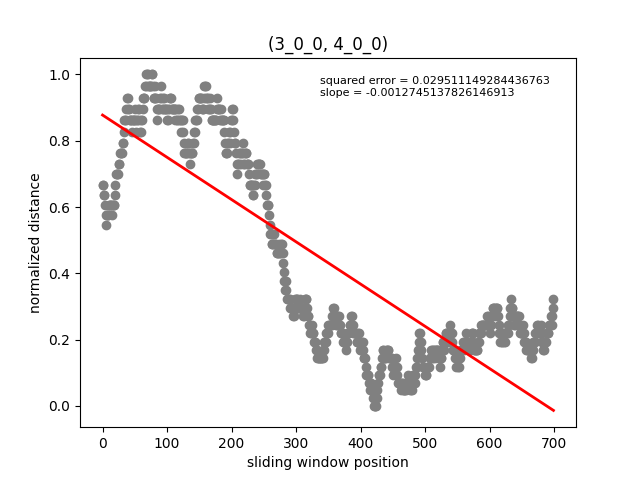 (3_0_0, 4_0_0)
squared error = 0.029511149284436763
slope = -0.0012745137826146913
normalized distance
1.0
0.8
0.6
0.4
0.2
0.0
0 100 200 300 400 500 600 700
sliding window position